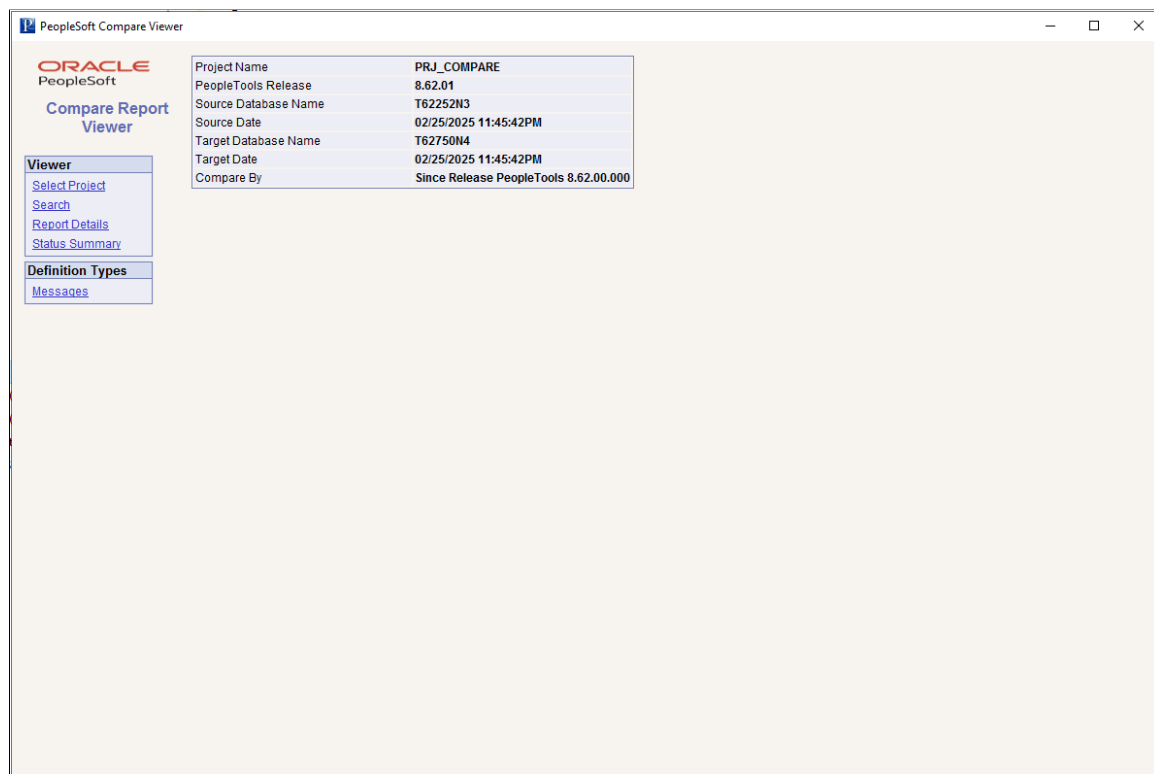 PeopleSoft Compare Viewer
ORACLE
PeopleSoft
Compare Report
Viewer
Viewer
Select Project
Search
Report Details
Status Summary
Definition Types
Messages
Project Name PRJ_COMPARE
PeopleTools Release 8.62.01
Source Database Name T62252N3
Source Date 02/25/2025 11:45:42PM
Target Database Name T62750N4
Target Date 02/25/2025 11:45:42PM
Compare By Since Release PeopleTools 8.62.00.000